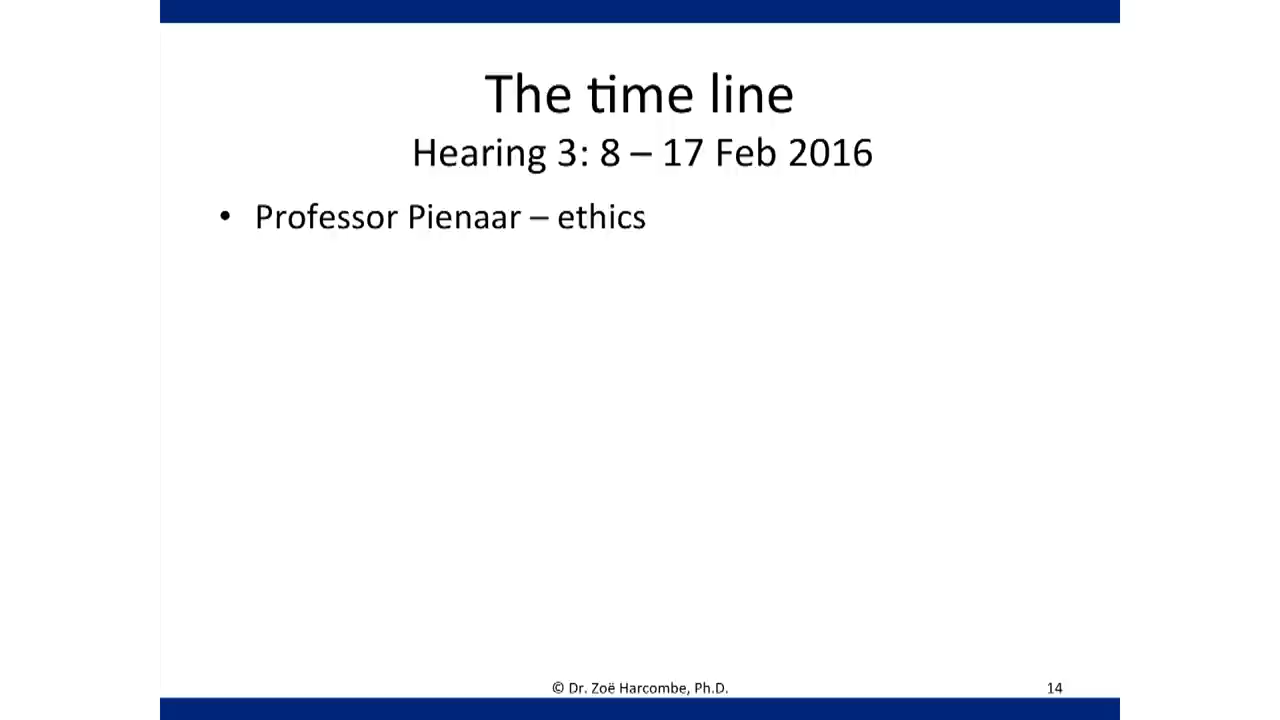 The time line
Hearing 3: 8 – 17 Feb 2016
• Professor Pienaar – ethics
© Dr. Zoë Harcombe, Ph.D.
14